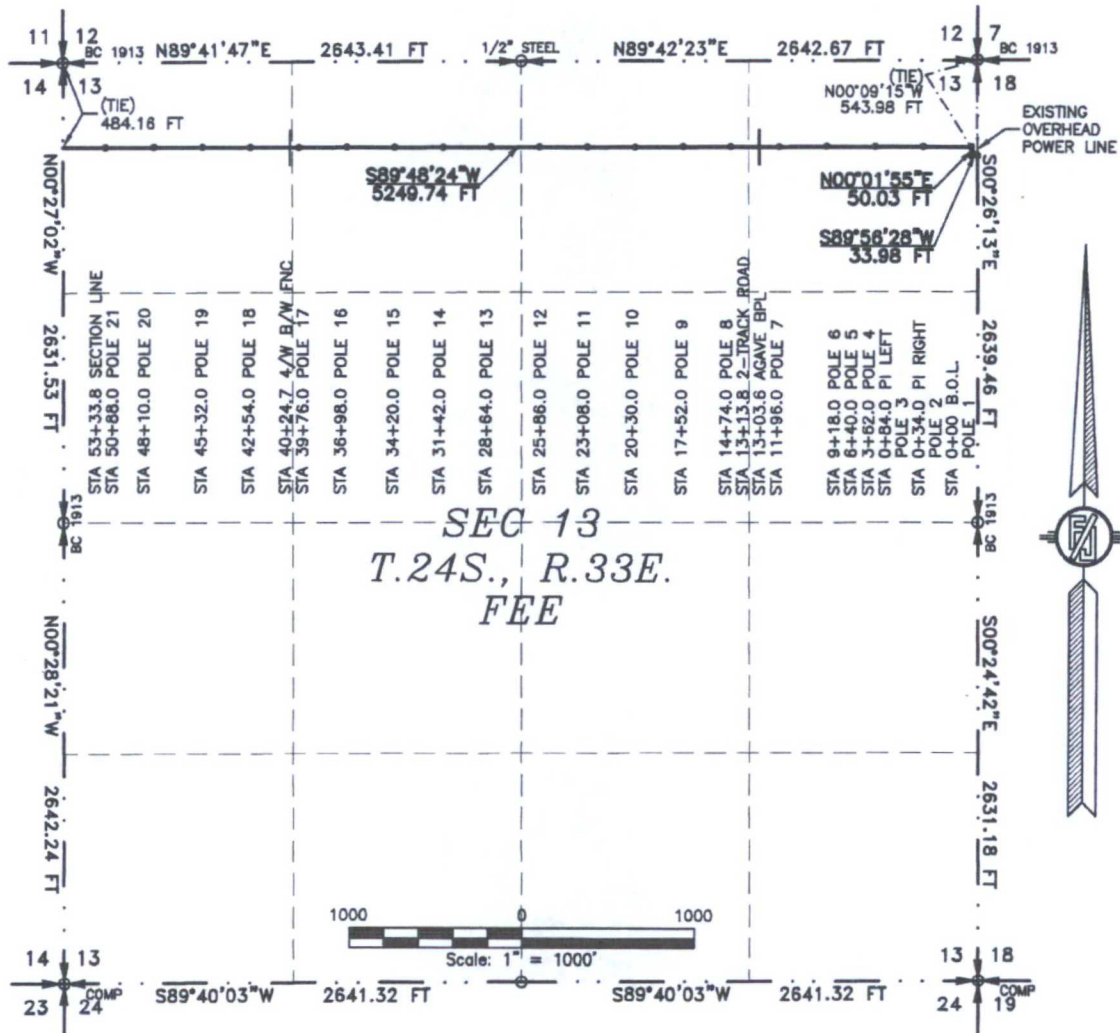 11 12
BC 1913
N89°41'47"E 2643.41 FT
1/2" STEEL
N89°42'23"E 2642.67 FT
12 7
BC 1913
14 13
13 18
(TIE)
484.16 FT
(TIE)
N00°09'15"W
543.98 FT
EXISTING
OVERHEAD
POWER LINE
S89°48'24"W
5249.74 FT
N00°01'55"E
50.03 FT
S89°56'28"W
33.98 FT
N00°27'02"W 2631.53 FT
S00°26'13"E 2639.46 FT
STA 53+33.8 SECTION LINE
STA 50+88.0 POLE 21
STA 48+10.0 POLE 20
STA 45+32.0 POLE 19
STA 42+54.0 POLE 18
STA 40+24.7 4/W B/W FNC
STA 39+76.0 POLE 17
STA 36+98.0 POLE 16
STA 34+20.0 POLE 15
STA 31+42.0 POLE 14
STA 28+64.0 POLE 13
STA 25+86.0 POLE 12
STA 23+08.0 POLE 11
STA 20+30.0 POLE 10
STA 17+52.0 POLE 9
STA 14+74.0 POLE 8
STA 13+13.8 2-TRACK ROAD
STA 13+03.6 AGAVE BPL
STA 11+96.0 POLE 7
STA 9+18.0 POLE 6
STA 6+40.0 POLE 5
STA 3+62.0 POLE 4
STA 0+84.0 PI LEFT
POLE 3
STA 0+34.0 PI RIGHT
POLE 2
STA 0+00 B.O.L.
POLE 1
BC 1913
BC 1913
SEC 13
T.24S., R.33E.
FEE
N00°28'21"W 2642.24 FT
S00°24'42"E 2631.18 FT
1000 0 1000
Scale: 1" = 1000'
14 13
COMP
S89°40'03"W 2641.32 FT
S89°40'03"W 2641.32 FT
13 18
COMP
23 24
24 19